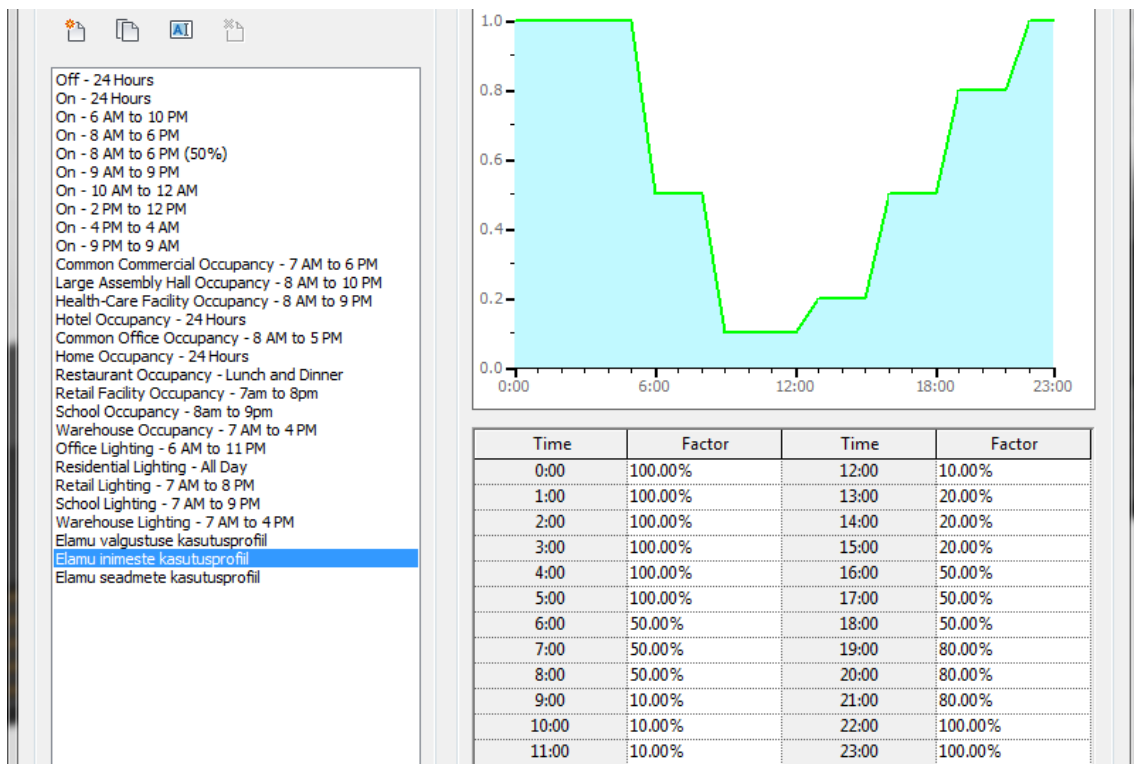 AI
Off - 24 Hours
On - 24 Hours
On - 6 AM to 10 PM
On - 8 AM to 6 PM
On - 8 AM to 6 PM (50%)
On - 9 AM to 9 PM
On - 10 AM to 12 AM
On - 2 PM to 12 PM
On - 4 PM to 4 AM
On - 9 PM to 9 AM
Common Commercial Occupancy - 7 AM to 6 PM
Large Assembly Hall Occupancy - 8 AM to 10 PM
Health-Care Facility Occupancy - 8 AM to 9 PM
Hotel Occupancy - 24 Hours
Common Office Occupancy - 8 AM to 5 PM
Home Occupancy - 24 Hours
Restaurant Occupancy - Lunch and Dinner
Retail Facility Occupancy - 7am to 8pm
School Occupancy - 8am to 9pm
Warehouse Occupancy - 7 AM to 4 PM
Office Lighting - 6 AM to 11 PM
Residential Lighting - All Day
Retail Lighting - 7 AM to 8 PM
School Lighting - 7 AM to 9 PM
Warehouse Lighting - 7 AM to 4 PM
Elamu valgustuse kasutusprofiil
Elamu inimeste kasutusprofiil
Elamu seadmete kasutusprofiil
1.0
0.8
0.6
0.4
0.2
0.0
0:00 6:00 12:00 18:00 23:00
Time Factor Time Factor
0:00 100.00% 12:00 10.00%
1:00 100.00% 13:00 20.00%
2:00 100.00% 14:00 20.00%
3:00 100.00% 15:00 20.00%
4:00 100.00% 16:00 50.00%
5:00 100.00% 17:00 50.00%
6:00 50.00% 18:00 50.00%
7:00 50.00% 19:00 80.00%
8:00 50.00% 20:00 80.00%
9:00 10.00% 21:00 80.00%
10:00 10.00% 22:00 100.00%
11:00 10.00% 23:00 100.00%